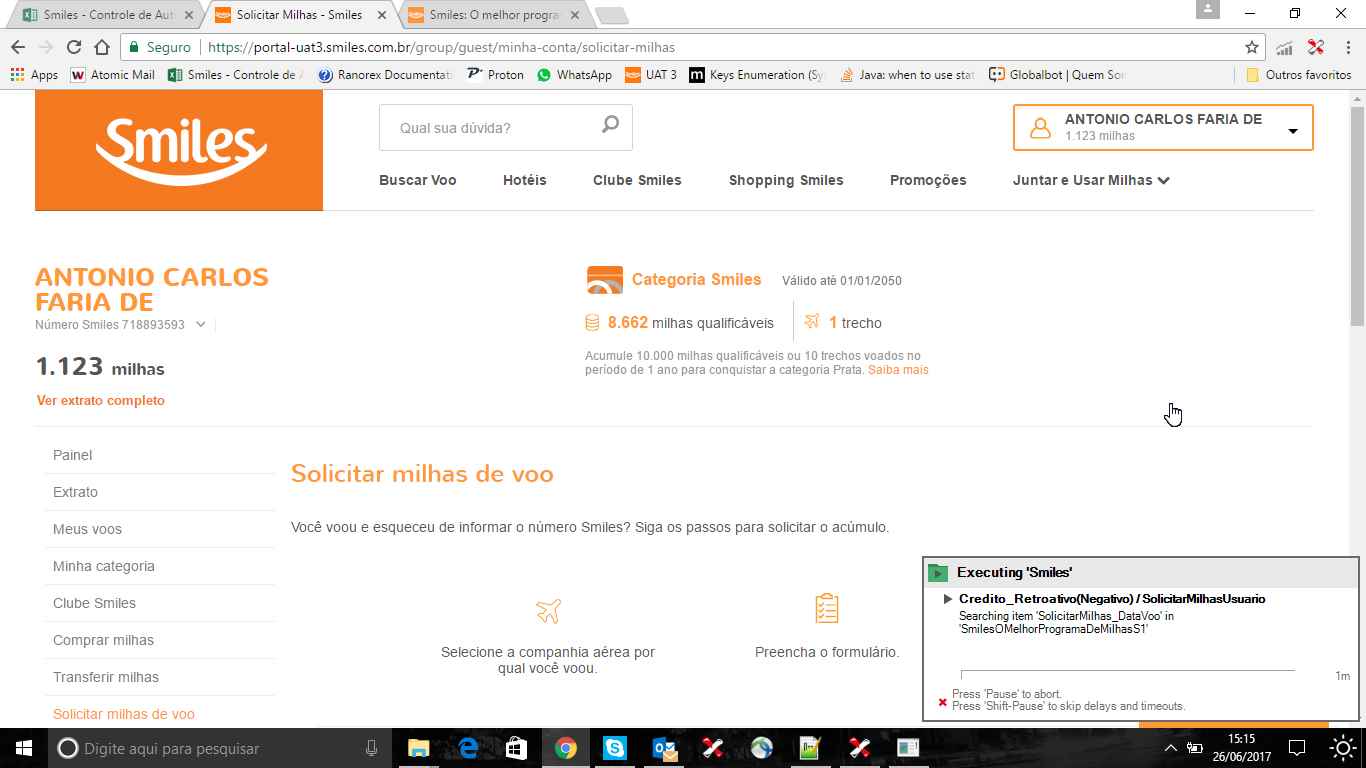 Smiles - Controle de Aut
Solicitar Milhas - Smiles
Smiles: O melhor progra
Seguro
https://portal-uat3.smiles.com.br/group/guest/minha-conta/solicitar-milhas
Apps
Atomic Mail
Smiles - Controle de A
Ranorex Documentati
Proton
WhatsApp
UAT 3
Keys Enumeration (Sy
Java: when to use stat
Globalbot | Quem Son
Outros favoritos
Smiles
Qual sua dúvida?
ANTONIO CARLOS FARIA DE
1.123 milhas
Buscar Voo
Hotéis
Clube Smiles
Shopping Smiles
Promoções
Juntar e Usar Milhas
ANTONIO CARLOS
FARIA DE
Número Smiles 718893593
1.123 milhas
Ver extrato completo
Categoria Smiles
Válido até 01/01/2050
8.662 milhas qualificáveis
1 trecho
Acumule 10.000 milhas qualificáveis ou 10 trechos voados no
período de 1 ano para conquistar a categoria Prata. Saiba mais
Painel
Extrato
Meus voos
Minha categoria
Clube Smiles
Comprar milhas
Transferir milhas
Solicitar milhas de voo
Solicitar milhas de voo
Você voou e esqueceu de informar o número Smiles? Siga os passos para solicitar o acúmulo.
Selecione a companhia aérea por
qual você voou.
Preencha o formulário.
Executing 'Smiles'
Credito_Retroativo(Negativo) / SolicitarMilhasUsuario
Searching item 'SolicitarMilhas_DataVoo' in
'SmilesOMelhorProgramaDeMilhasS1'
1m
Press 'Pause' to abort.
Press 'Shift-Pause' to skip delays and timeouts.
Digite aqui para pesquisar
15:15
26/06/2017